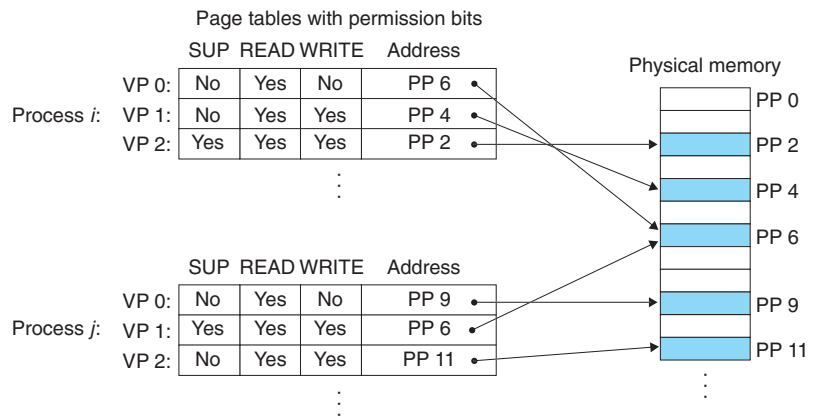 Page tables with permission bits
SUP READ WRITE Address
VP 0: No Yes No PP 6
Process i: VP 1: No Yes Yes PP 4
VP 2: Yes Yes Yes PP 2
Physical memory
PP 0
PP 2
PP 4
PP 6
PP 9
PP 11
SUP READ WRITE Address
VP 0: No Yes No PP 9
Process j: VP 1: Yes Yes Yes PP 6
VP 2: No Yes Yes PP 11